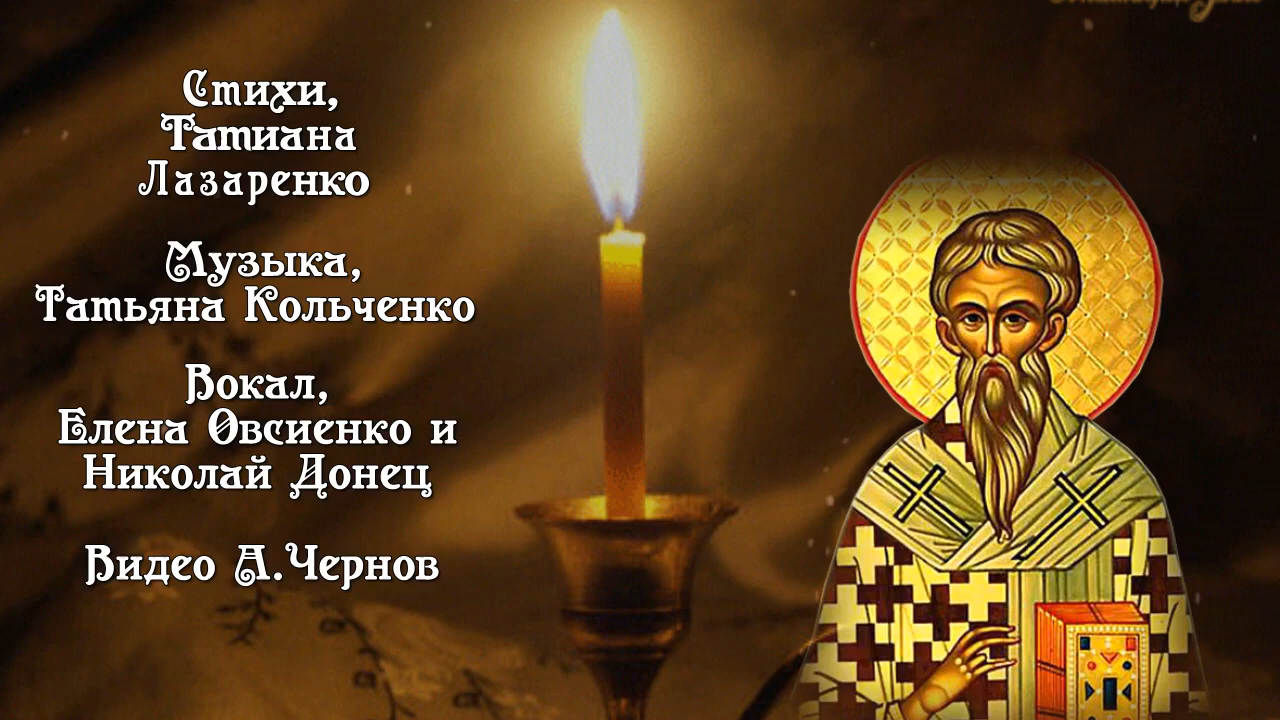 Стихи,
Татиана
Лазаренко
Музыка,
Татьяна Кольченко
Вокал,
Елена Овсиенко и
Николай Донец
Видео А.Чернов